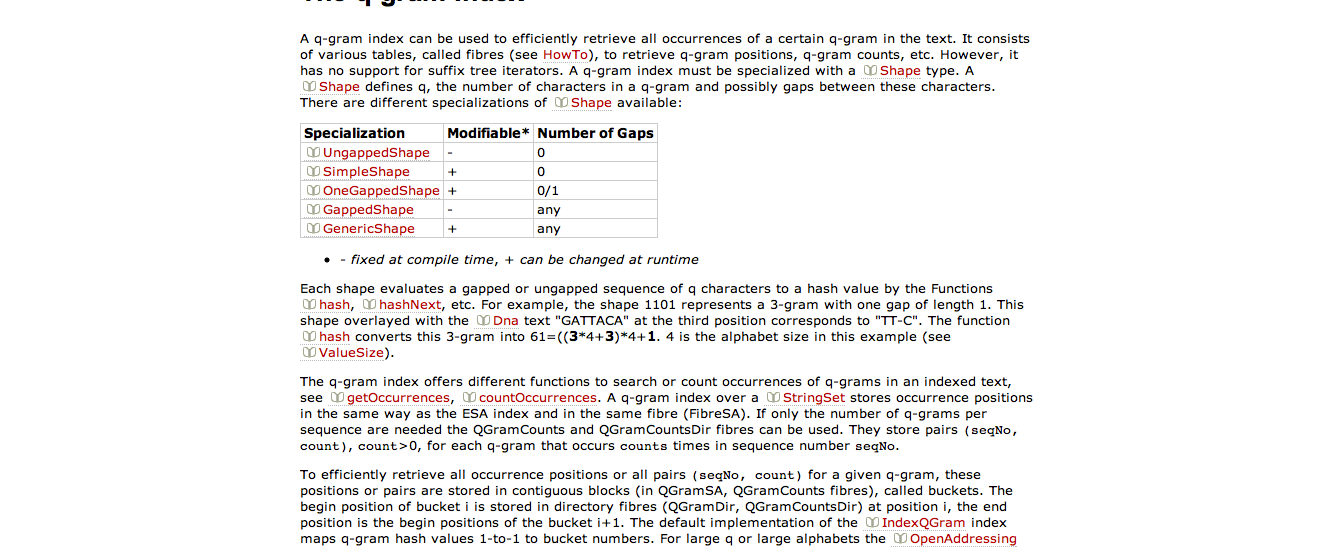 The q-gram index
A q-gram index can be used to efficiently retrieve all occurrences of a certain q-gram in the text. It consists
of various tables, called fibres (see HowTo), to retrieve q-gram positions, q-gram counts, etc. However, it
has no support for suffix tree iterators. A q-gram index must be specialized with a Shape type. A
Shape defines q, the number of characters in a q-gram and possibly gaps between these characters.
There are different specializations of Shape available:
Specialization Modifiable* Number of Gaps
UngappedShape - 0
SimpleShape + 0
OneGappedShape + 0/1
GappedShape - any
GenericShape + any
• - fixed at compile time, + can be changed at runtime
Each shape evaluates a gapped or ungapped sequence of q characters to a hash value by the Functions
hash, hashNext, etc. For example, the shape 1101 represents a 3-gram with one gap of length 1. This
shape overlayed with the Dna text "GATTACA" at the third position corresponds to "TT-C". The function
hash converts this 3-gram into 61=((3*4+3)*4+1. 4 is the alphabet size in this example (see
ValueSize).
The q-gram index offers different functions to search or count occurrences of q-grams in an indexed text,
see getOccurrences, countOccurrences. A q-gram index over a StringSet stores occurrence positions
in the same way as the ESA index and in the same fibre (FibreSA). If only the number of q-grams per
sequence are needed the QGramCounts and QGramCountsDir fibres can be used. They store pairs (seqNo,
count), count>0, for each q-gram that occurs counts times in sequence number seqNo.
To efficiently retrieve all occurrence positions or all pairs (seqNo, count) for a given q-gram, these
positions or pairs are stored in contiguous blocks (in QGramSA, QGramCounts fibres), called buckets. The
begin position of bucket i is stored in directory fibres (QGramDir, QGramCountsDir) at position i, the end
position is the begin positions of the bucket i+1. The default implementation of the IndexQGram index
maps q-gram hash values 1-to-1 to bucket numbers. For large q or large alphabets the OpenAddressing